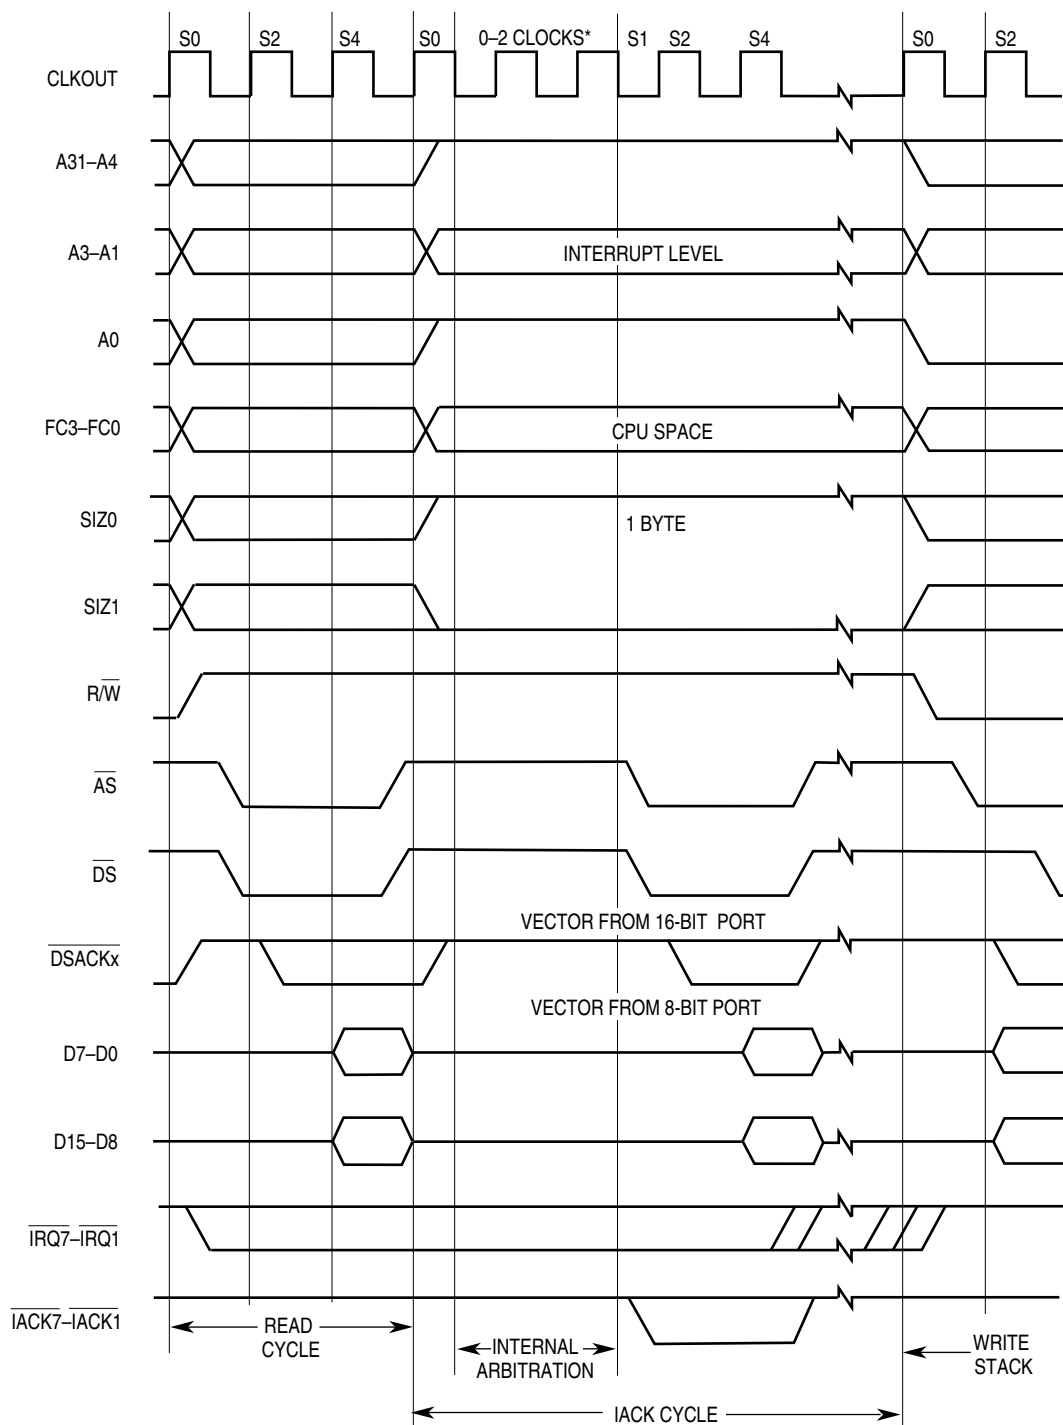 S0 S2 S4 S0 0–2 CLOCKS* S1 S2 S4 S0 S2
CLKOUT
A31–A4
A3–A1 INTERRUPT LEVEL
A0
FC3–FC0 CPU SPACE
SIZ0 1 BYTE
SIZ1
R/W
AS
DS
VECTOR FROM 16-BIT PORT
DSACKx
VECTOR FROM 8-BIT PORT
D7–D0
D15–D8
IRQ7–IRQ1
IACK7–IACK1
READ
CYCLE
INTERNAL
ARBITRATION
WRITE
STACK
IACK CYCLE